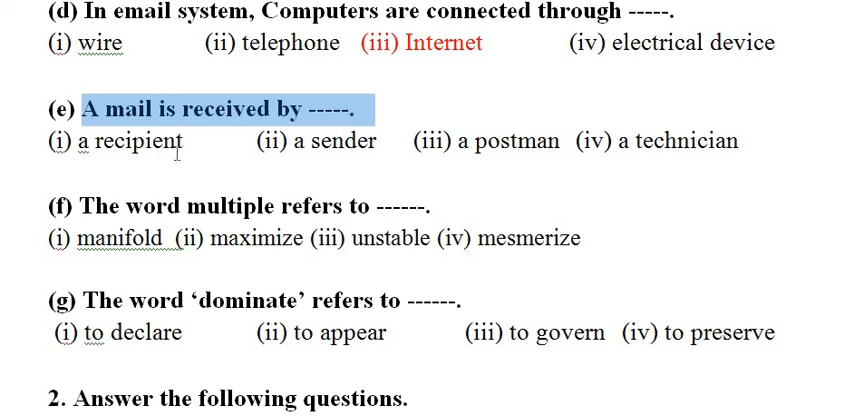 (d) In email system, Computers are connected through -----.
(i) wire (ii) telephone (iii) Internet (iv) electrical device
(e) A mail is received by -----.
(i) a recipient (ii) a sender (iii) a postman (iv) a technician
(f) The word multiple refers to ------.
(i) manifold (ii) maximize (iii) unstable (iv) mesmerize
(g) The word ‘dominate’ refers to ------.
(i) to declare (ii) to appear (iii) to govern (iv) to preserve
2. Answer the following questions.